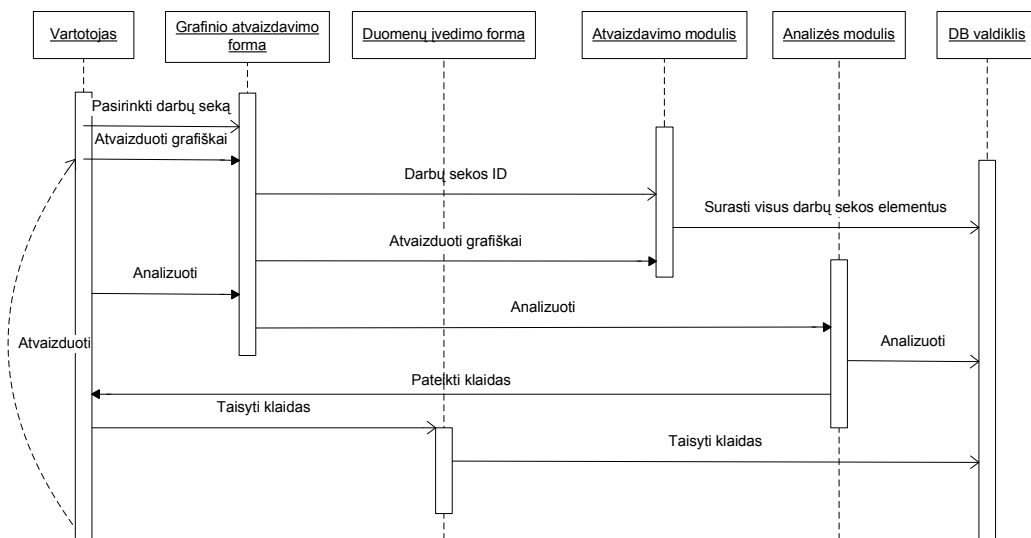 Vartotojas
Grafinio atvaizdavimo
forma
Duomenų įvedimo forma
Atvaizdavimo modulis
Analizės modulis
DB valdiklis
Pasirinkti darbų seką
Atvaizduoti grafiškai
Darbų sekos ID
Surasti visus darbų sekos elementus
Atvaizduoti grafiškai
Analizuoti
Analizuoti
Atvaizduoti
Analizuoti
Pateikti klaidas
Taisyti klaidas
Taisyti klaidas